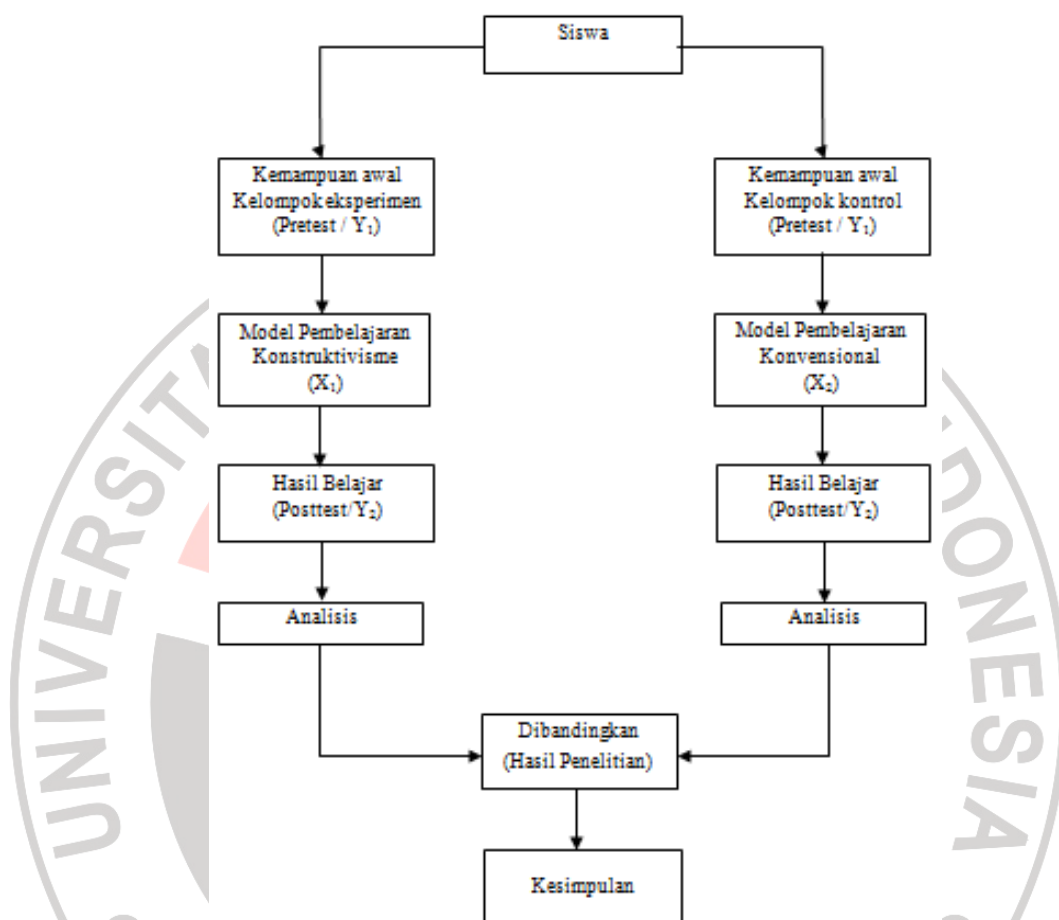 Siswa
Kemampuan awal
Kelompok eksperimen
(Pretest / Y₁)
Kemampuan awal
Kelompok kontrol
(Pretest / Y₁)
Model Pembelajaran
Konstruktivisme
(X₁)
Model Pembelajaran
Konvensional
(X₂)
Hasil Belajar
(Posttest/Y₂)
Hasil Belajar
(Posttest/Y₂)
Analisis
Analisis
Dibandingkan
(Hasil Penelitian)
Kesimpulan